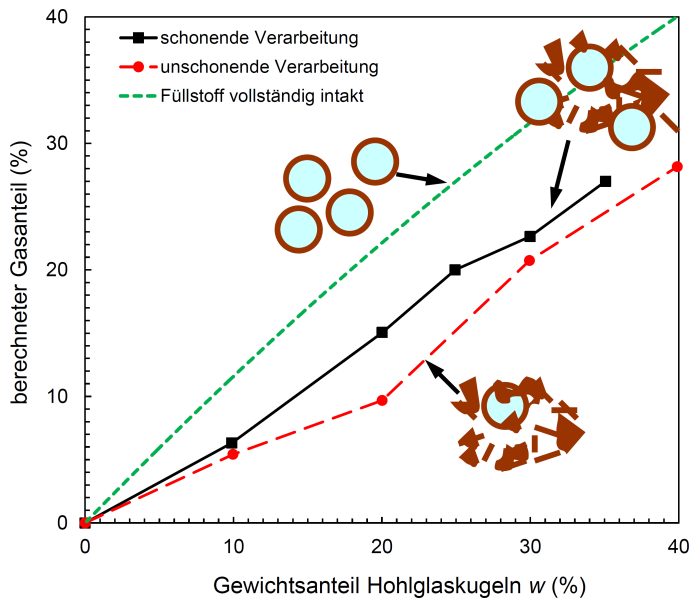 40
schonende Verarbeitung
unschonende Verarbeitung
Füllstoff vollständig intakt
30
20
10
0
berechneter Gasanteil (%)
0 10 20 30 40
Gewichtsanteil Hohlglaskugeln w (%)